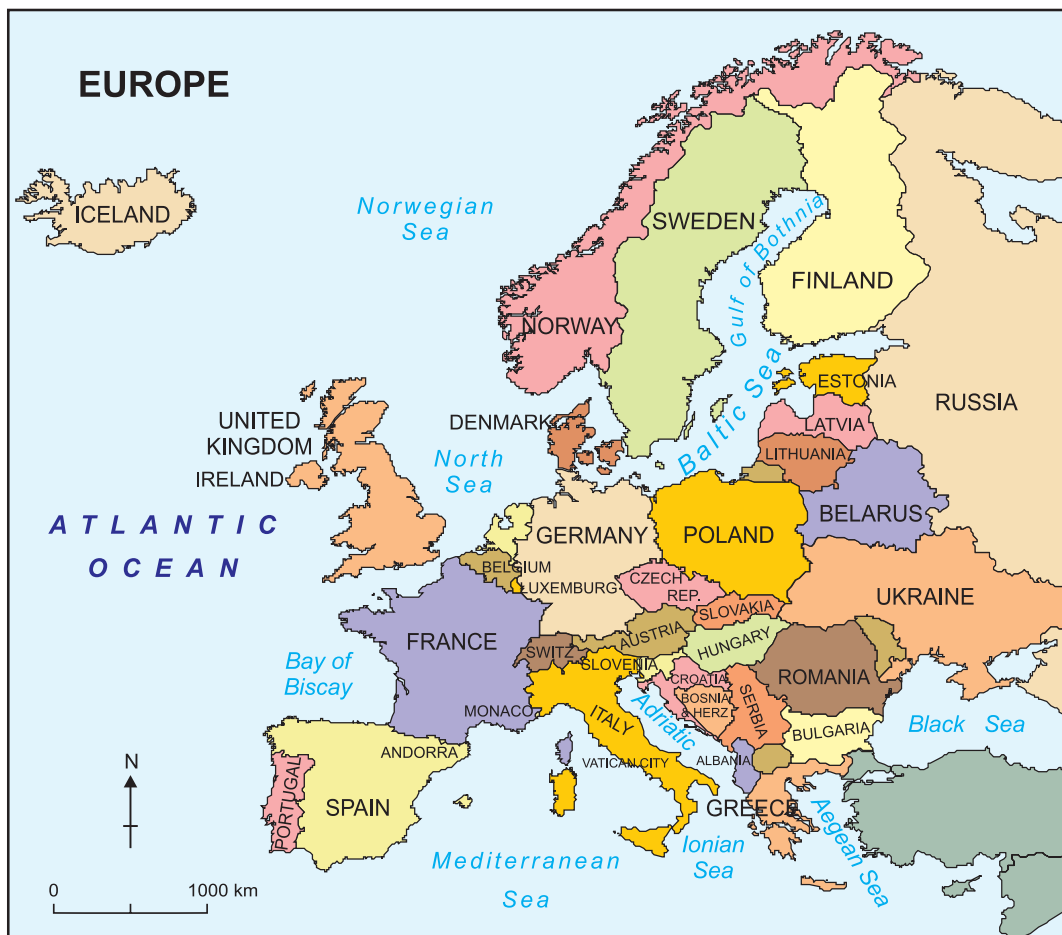 EUROPE
ICELAND
Norwegian
Sea
SWEDEN
Gulf of Bothnia
FINLAND
NORWAY
Baltic Sea
ESTONIA
RUSSIA
LATVIA
LITHUANIA
DENMARK
UNITED
KINGDOM
IRELAND
North
Sea
ATLANTIC
OCEAN
BELARUS
GERMANY
POLAND
BELGIUM
LUXEMBURG
CZECH
REP.
SLOVAKIA
UKRAINE
FRANCE
AUSTRIA
HUNGARY
SWITZ
SLOVENIA
ROMANIA
Bay of
Biscay
CROATIA
BOSNIA
& HERZ
SERBIA
MONACO
ITALY
Adriatic
BULGARIA
Black Sea
ANDORRA
VATICAN CITY
ALBANIA
N
PORTUGAL
SPAIN
GREECE
Aegean Sea
Ionian
Sea
Mediterranean
Sea
0 1000 km